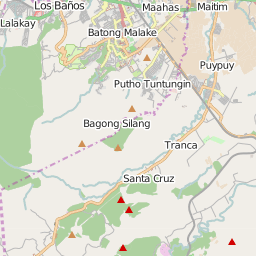 Los Baños
Maahas
Maitim
Lalakay
Batong Malake
Puypuy
Putho Tuntungin
Bagong Silang
Tranca
Santa Cruz